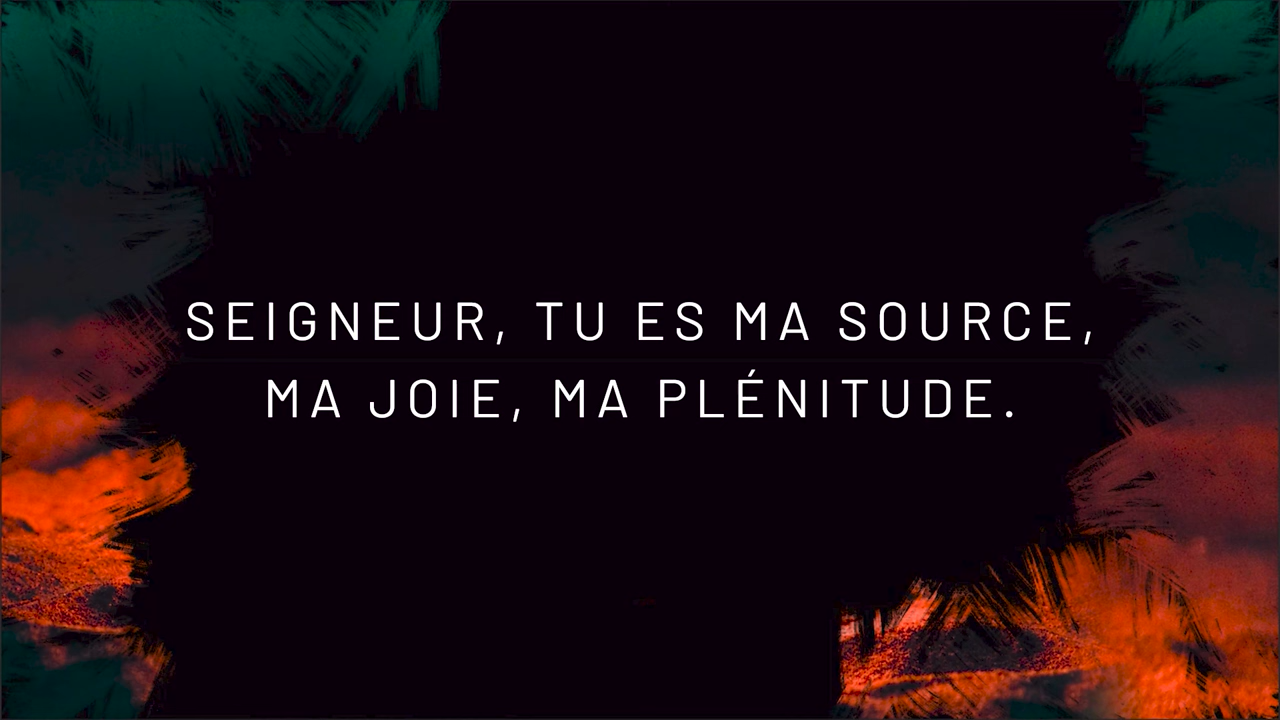 SEIGNEUR, TU ES MA SOURCE,
MA JOIE, MA PLÉNITUDE.